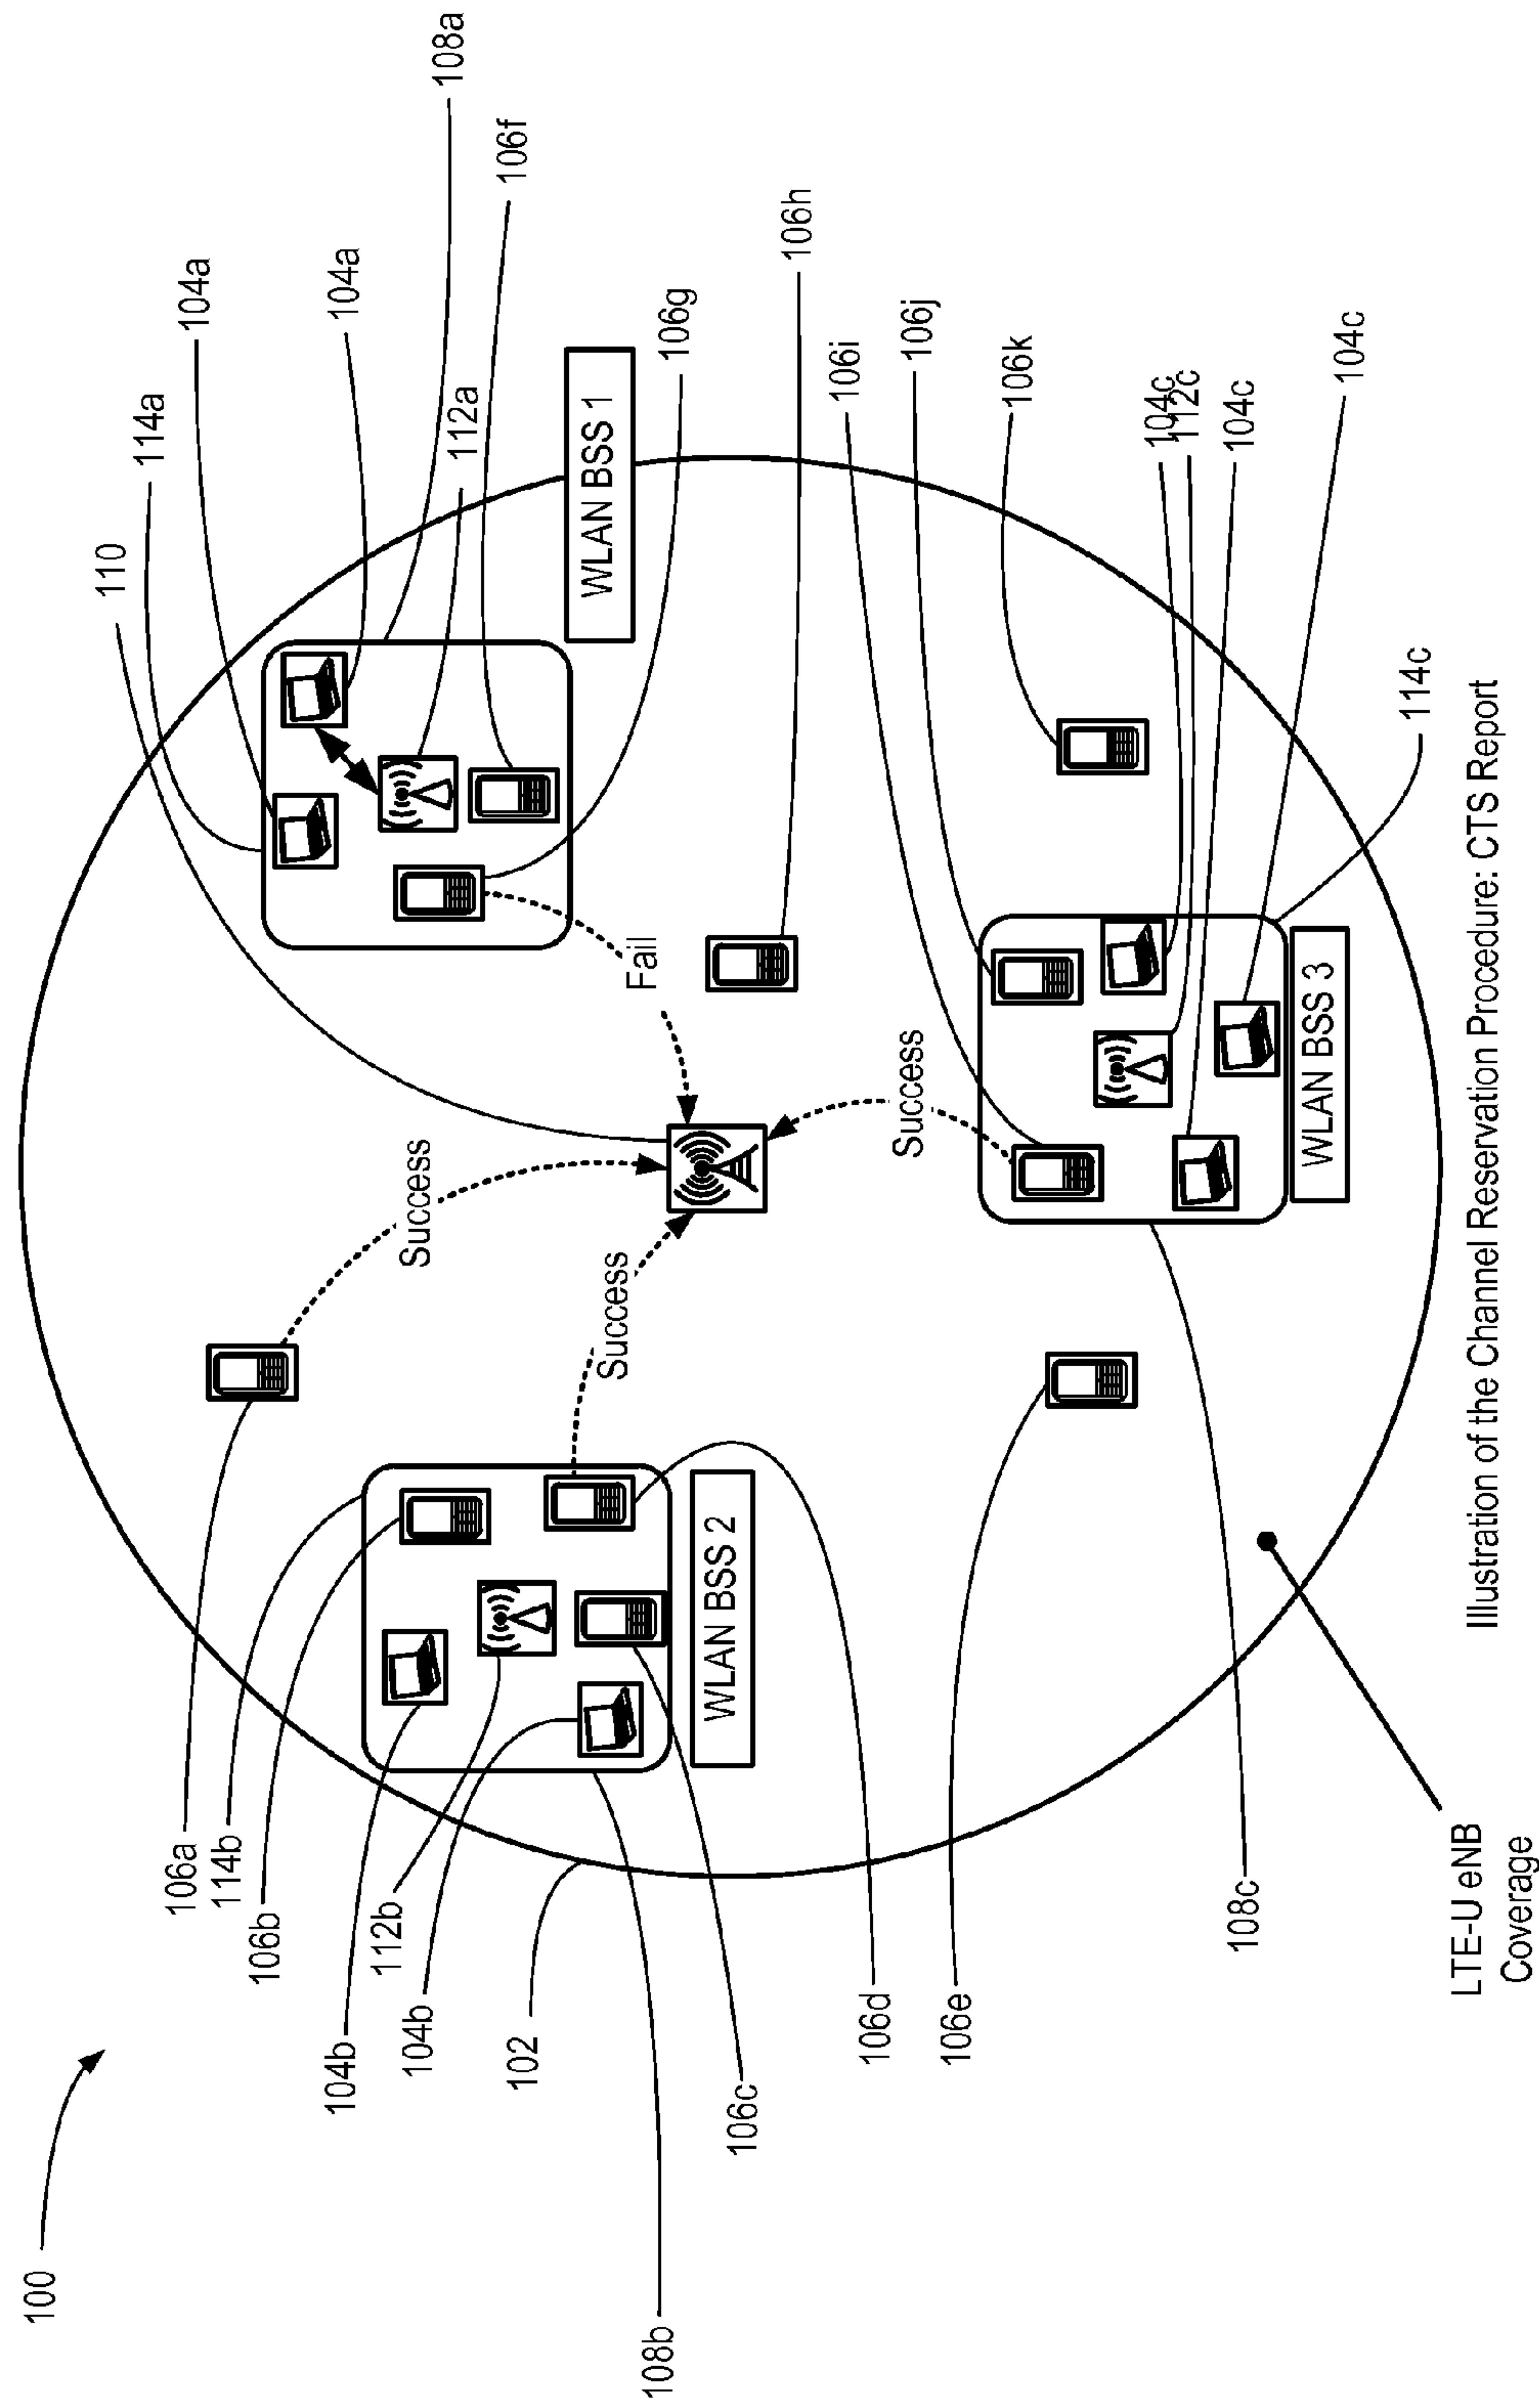 100
110
114a
106a
104a
114b
106b
104b
104a
112b
104b
Success
108a
112a
106f
102
WLAN BSS 1
Success
Fail
108b
106g
WLAN BSS 2
106c
106h
106i
106d
Success
106j
106e
106k
104c
112c
108c
104c
WLAN BSS 3
104c
114c
LTE-U eNB
Coverage
Illustration of the Channel Reservation Procedure: CTS Report